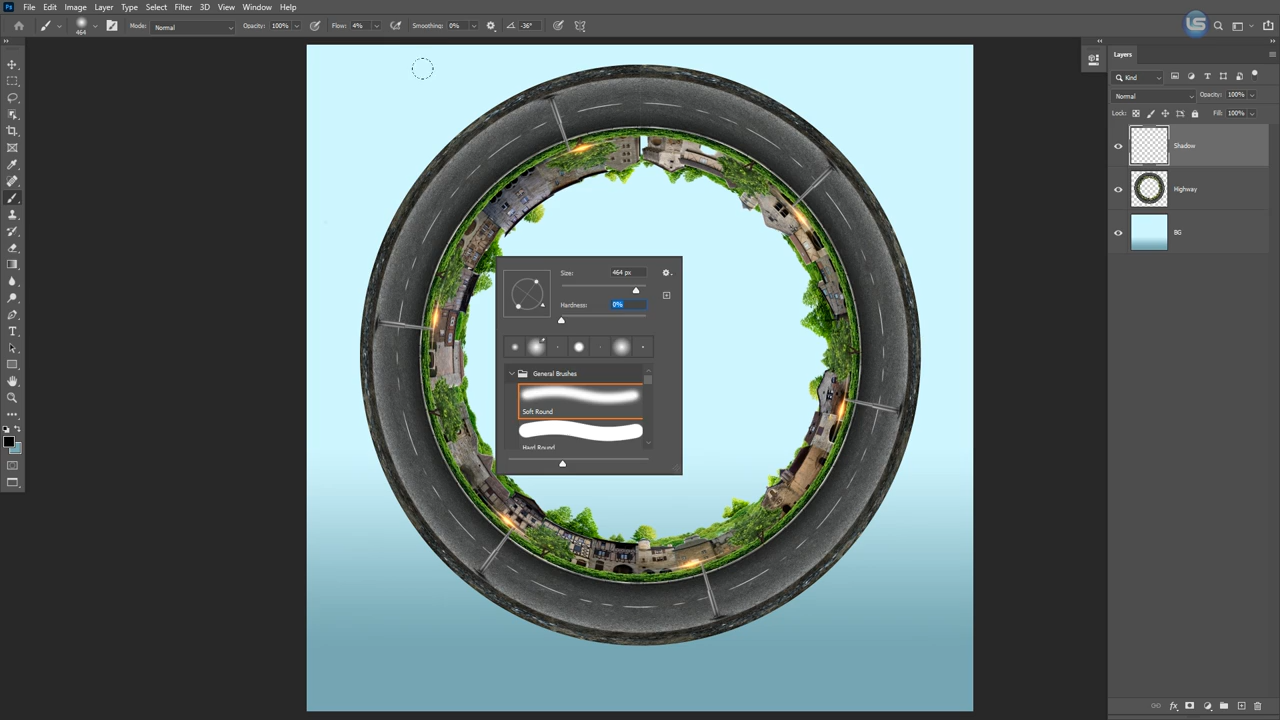 Ps File Edit Image Layer Type Select Filter 3D View Window Help
464 Mode: Normal Opacity: 100% Flow: 4% Smoothing: 0% -36° LS
Layers
Kind
Normal Opacity: 100%
Lock: Fill: 100%
Shadow
Highway
BG
Size: 464 px
Hardness: 0%
General Brushes
Soft Round
Hard Round
T